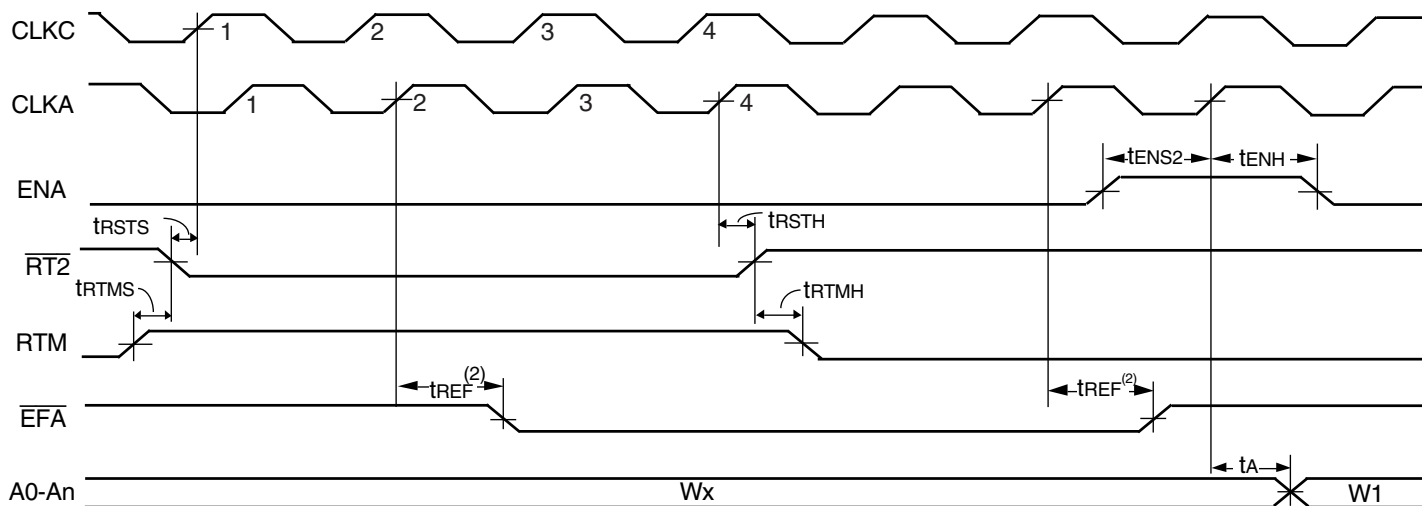 CLKC 1 2 3 4
CLKA 1 2 3 4
tENS2 tENH
ENA
tRSTS tRSTH
RT2
tRTMS tRTMH
RTM
tREF(2) tREF(2)
EFA
tA
A0-An Wx W1